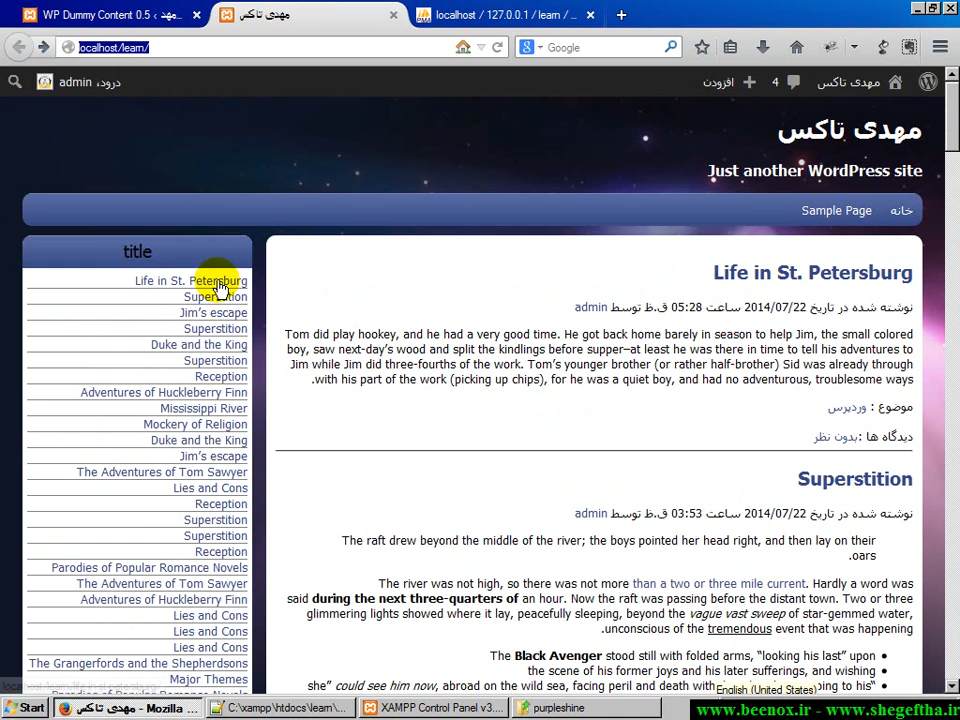 WP Dummy Content 0.5 ‹ مهد...
مهدی تاکس
localhost / 127.0.0.1 / learn / ...
localhost/learn/
Google
درود، admin
افزودن
4
مهدی تاکس
مهدی تاکس
Just another WordPress site
خانه
Sample Page
title
Life in St. Petersburg
Superstition
Jim's escape
Superstition
Duke and the King
Superstition
Reception
Adventures of Huckleberry Finn
Mississippi River
Mockery of Religion
Duke and the King
Jim's escape
The Adventures of Tom Sawyer
Lies and Cons
Reception
Superstition
Superstition
Reception
Parodies of Popular Romance Novels
The Adventures of Tom Sawyer
Adventures of Huckleberry Finn
Lies and Cons
Lies and Cons
Lies and Cons
The Grangerfords and the Shepherdsons
Major Themes
Life in St. Petersburg
نوشته شده در تاریخ 2014/07/22 ساعت 05:28 ق.ظ توسط admin
Tom did play hookey, and he had a very good time. He got back home barely in season to help Jim, the small colored
boy, saw next-day's wood and split the kindlings before supper–at least he was there in time to tell his adventures to
Jim while Jim did three-fourths of the work. Tom's younger brother (or rather half-brother) Sid was already through
.with his part of the work (picking up chips), for he was a quiet boy, and had no adventurous, troublesome ways
موضوع : وردپرس
دیدگاه ها :بدون نظر
Superstition
نوشته شده در تاریخ 2014/07/22 ساعت 03:53 ق.ظ توسط admin
The raft drew beyond the middle of the river; the boys pointed her head right, and then lay on their
.oars
The river was not high, so there was not more than a two or three mile current. Hardly a word was
said during the next three-quarters of an hour. Now the raft was passing before the distant town. Two or three
glimmering lights showed where it lay, peacefully sleeping, beyond the vague vast sweep of star-gemmed water,
.unconscious of the tremendous event that was happening
The Black Avenger stood still with folded arms, "looking his last" upon
the scene of his former joys and his later sufferings, and wishing
she" could see him now, abroad on the wild sea, facing peril and death
English (United States)
Start
مهدی تاکس - Mozilla ...
C:\xampp\htdocs\learn\...
XAMPP Control Panel v3....
purpleshine
www.beenox.ir - www.shegeftha.ir